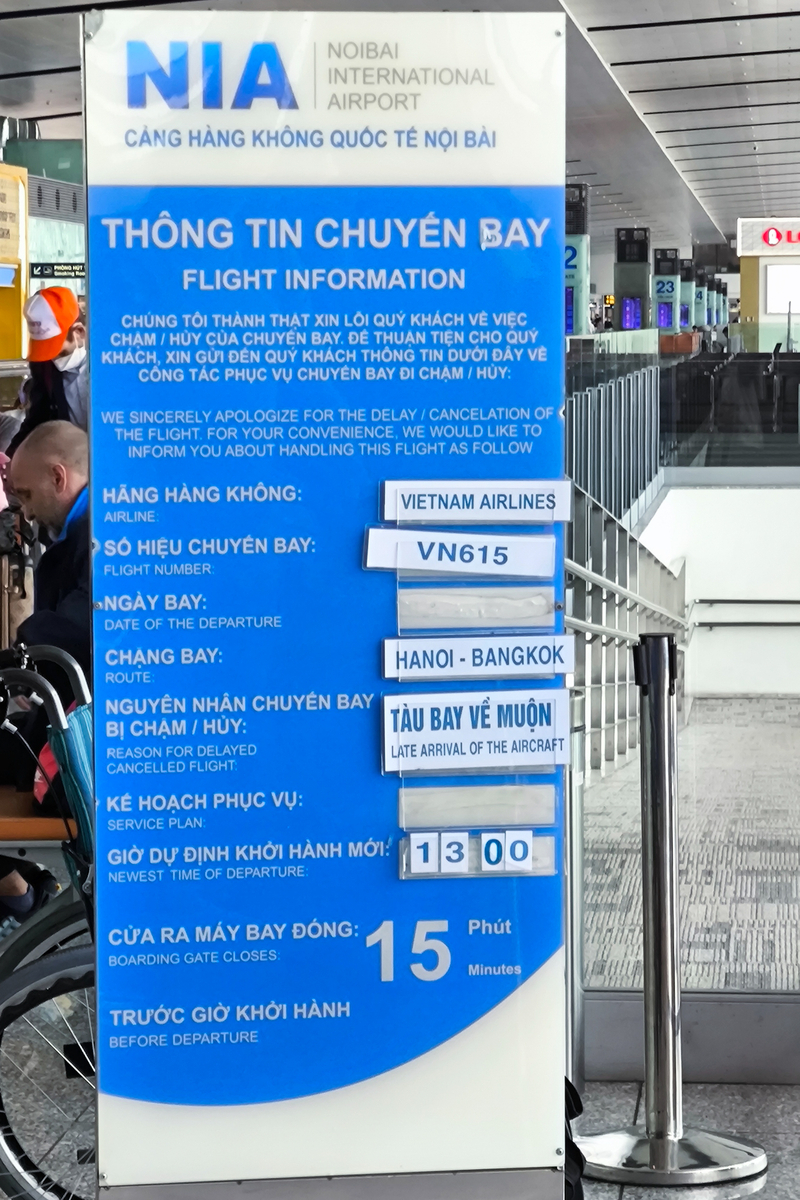 NIA
NOIBAI
INTERNATIONAL
AIRPORT
CẢNG HÀNG KHÔNG QUỐC TẾ NỘI BÀI
THÔNG TIN CHUYẾN BAY
FLIGHT INFORMATION
CHÚNG TÔI THÀNH THẬT XIN LỖI QUÝ KHÁCH VỀ VIỆC
CHẬM / HỦY CỦA CHUYẾN BAY. ĐỂ THUẬN TIỆN CHO QUÝ
KHÁCH, XIN GỬI ĐẾN QUÝ KHÁCH THÔNG TIN DƯỚI ĐÂY VỀ
CÔNG TÁC PHỤC VỤ CHUYẾN BAY ĐI CHẬM / HỦY:
WE SINCERELY APOLOGIZE FOR THE DELAY / CANCELATION OF
THE FLIGHT. FOR YOUR CONVENIENCE, WE WOULD LIKE TO
INFORM YOU ABOUT HANDLING THIS FLIGHT AS FOLLOW
HÃNG HÀNG KHÔNG: VIETNAM AIRLINES
AIRLINE:
SỐ HIỆU CHUYẾN BAY: VN615
FLIGHT NUMBER:
NGÀY BAY:
DATE OF THE DEPARTURE
CHẶNG BAY: HANOI - BANGKOK
ROUTE:
NGUYÊN NHÂN CHUYẾN BAY
BỊ CHẬM / HỦY:
TÀU BAY VỀ MUỘN
REASON FOR DELAYED
CANCELLED FLIGHT:
LATE ARRIVAL OF THE AIRCRAFT
KẾ HOẠCH PHỤC VỤ:
SERVICE PLAN:
GIỜ DỰ ĐỊNH KHỞI HÀNH MỚI: 13 00
NEWEST TIME OF DEPARTURE:
CỬA RA MÁY BAY ĐÓNG: 15 Phút
BOARDING GATE CLOSES: Minutes
TRƯỚC GIỜ KHỞI HÀNH
BEFORE DEPARTURE
PHÒNG HÚT
Smoking Room
2
23